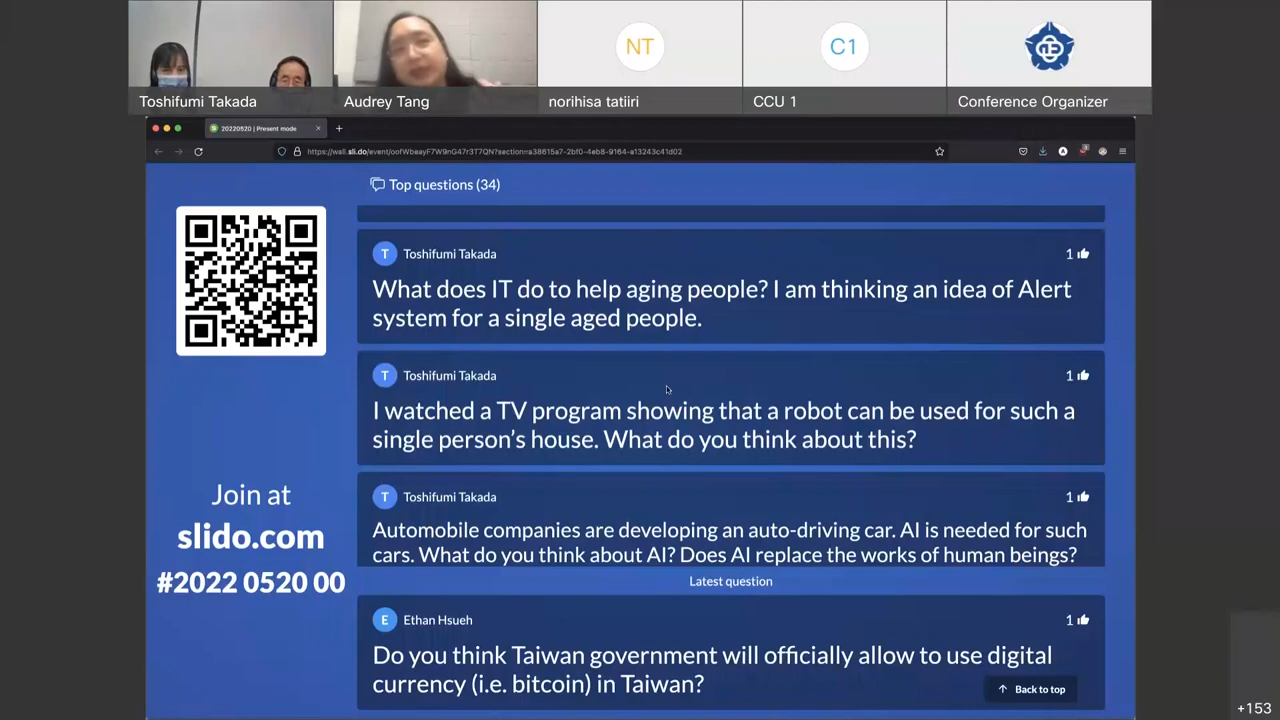 NT
C1
Toshifumi Takada
Audrey Tang
norihisa tatiiri
CCU 1
Conference Organizer
20220520 | Present mode
Top questions (34)
T
Toshifumi Takada
1
What does IT do to help aging people? I am thinking an idea of Alert
system for a single aged people.
T
Toshifumi Takada
1
I watched a TV program showing that a robot can be used for such a
single person's house. What do you think about this?
T
Toshifumi Takada
1
Automobile companies are developing an auto-driving car. AI is needed for such
cars. What do you think about AI? Does AI replace the works of human beings?
Join at
slido.com
#2022 0520 00
Latest question
E
Ethan Hsueh
1
Do you think Taiwan government will officially allow to use digital
currency (i.e. bitcoin) in Taiwan?
Back to top
+153